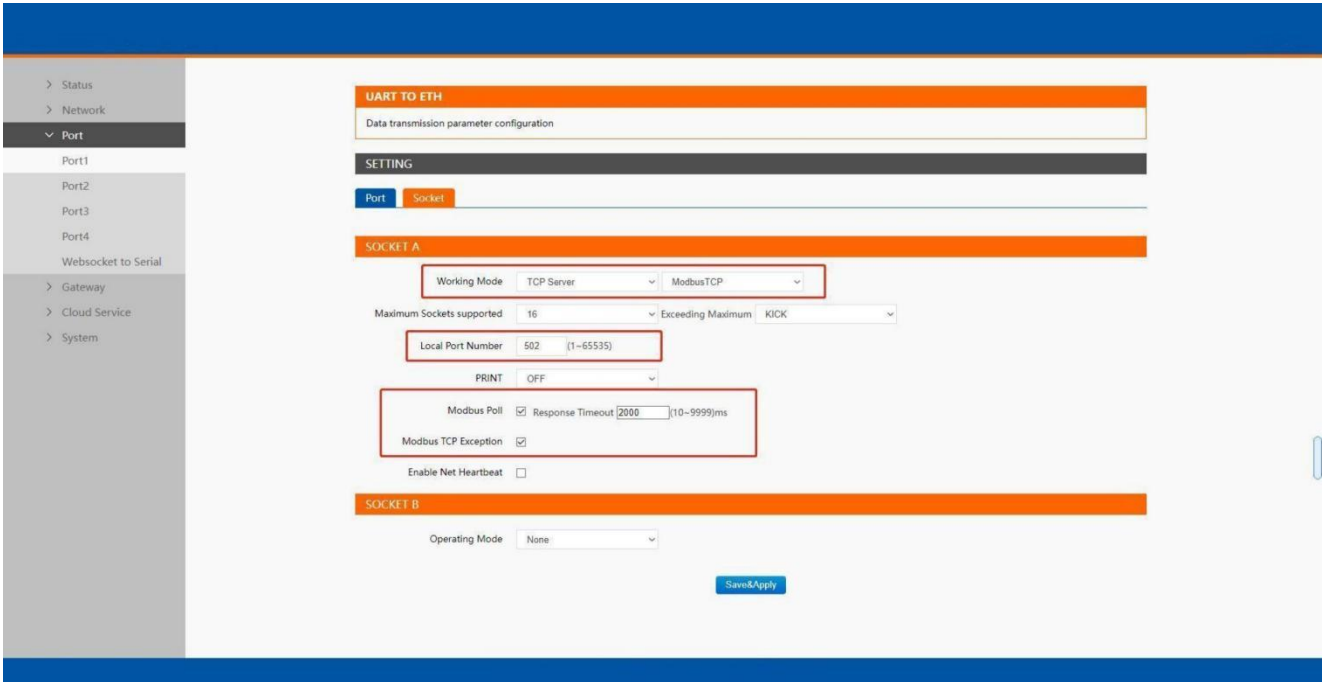 Status
Network
Port
Port1
Port2
Port3
Port4
Websocket to Serial
Gateway
Cloud Service
System
UART TO ETH
Data transmission parameter configuration
SETTING
Port Socket
SOCKET A
Working Mode TCP Server ModbusTCP
Maximum Sockets supported 16 Exceeding Maximum KICK
Local Port Number 502 (1~65535)
PRINT OFF
Modbus Poll Response Timeout 2000 (10~9999)ms
Modbus TCP Exception
Enable Net Heartbeat
SOCKET B
Operating Mode None
Save&Apply